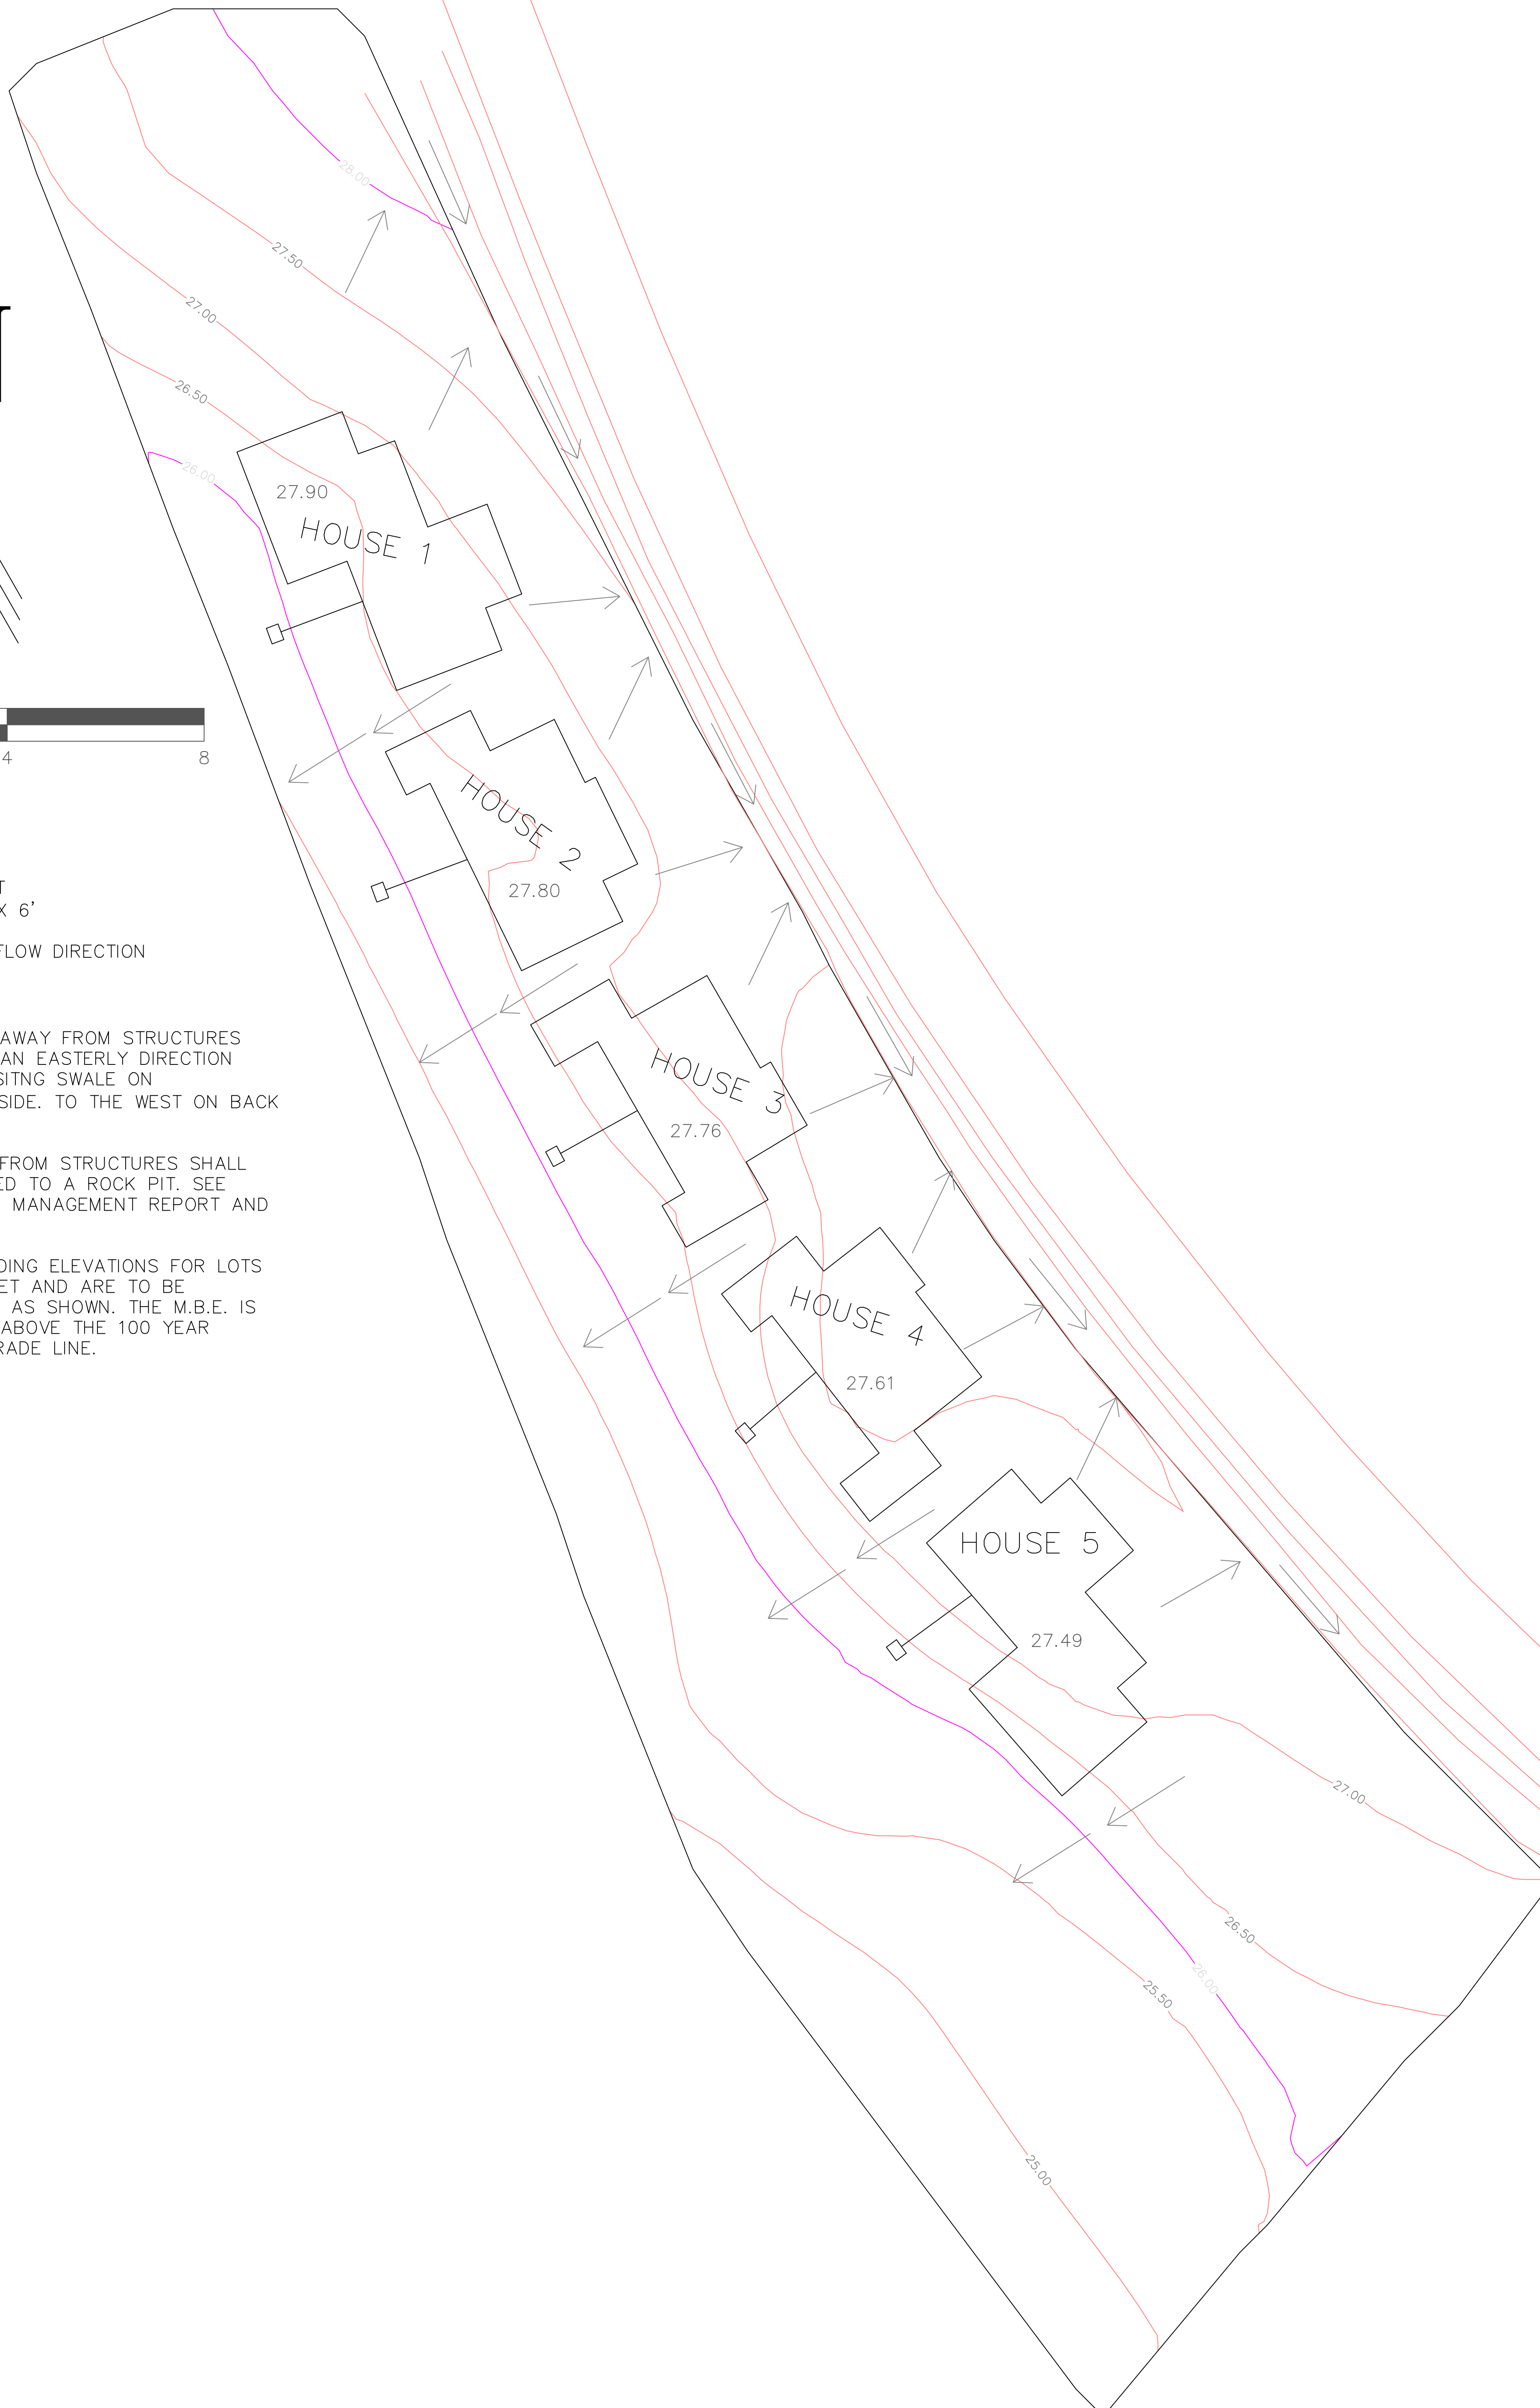 28.00
27.50
27.00
26.50
26.00
27.90
HOUSE 1
4 8
HOUSE 2
27.80
X 6'
FLOW DIRECTION
AWAY FROM STRUCTURES
AN EASTERLY DIRECTION
SITNG SWALE ON
SIDE. TO THE WEST ON BACK
HOUSE 3
27.76
FROM STRUCTURES SHALL
ED TO A ROCK PIT. SEE
MANAGEMENT REPORT AND
DING ELEVATIONS FOR LOTS
ET AND ARE TO BE
AS SHOWN. THE M.B.E. IS
ABOVE THE 100 YEAR
RADE LINE.
HOUSE 4
27.61
HOUSE 5
27.49
27.00
26.50
26.00
25.50
25.00